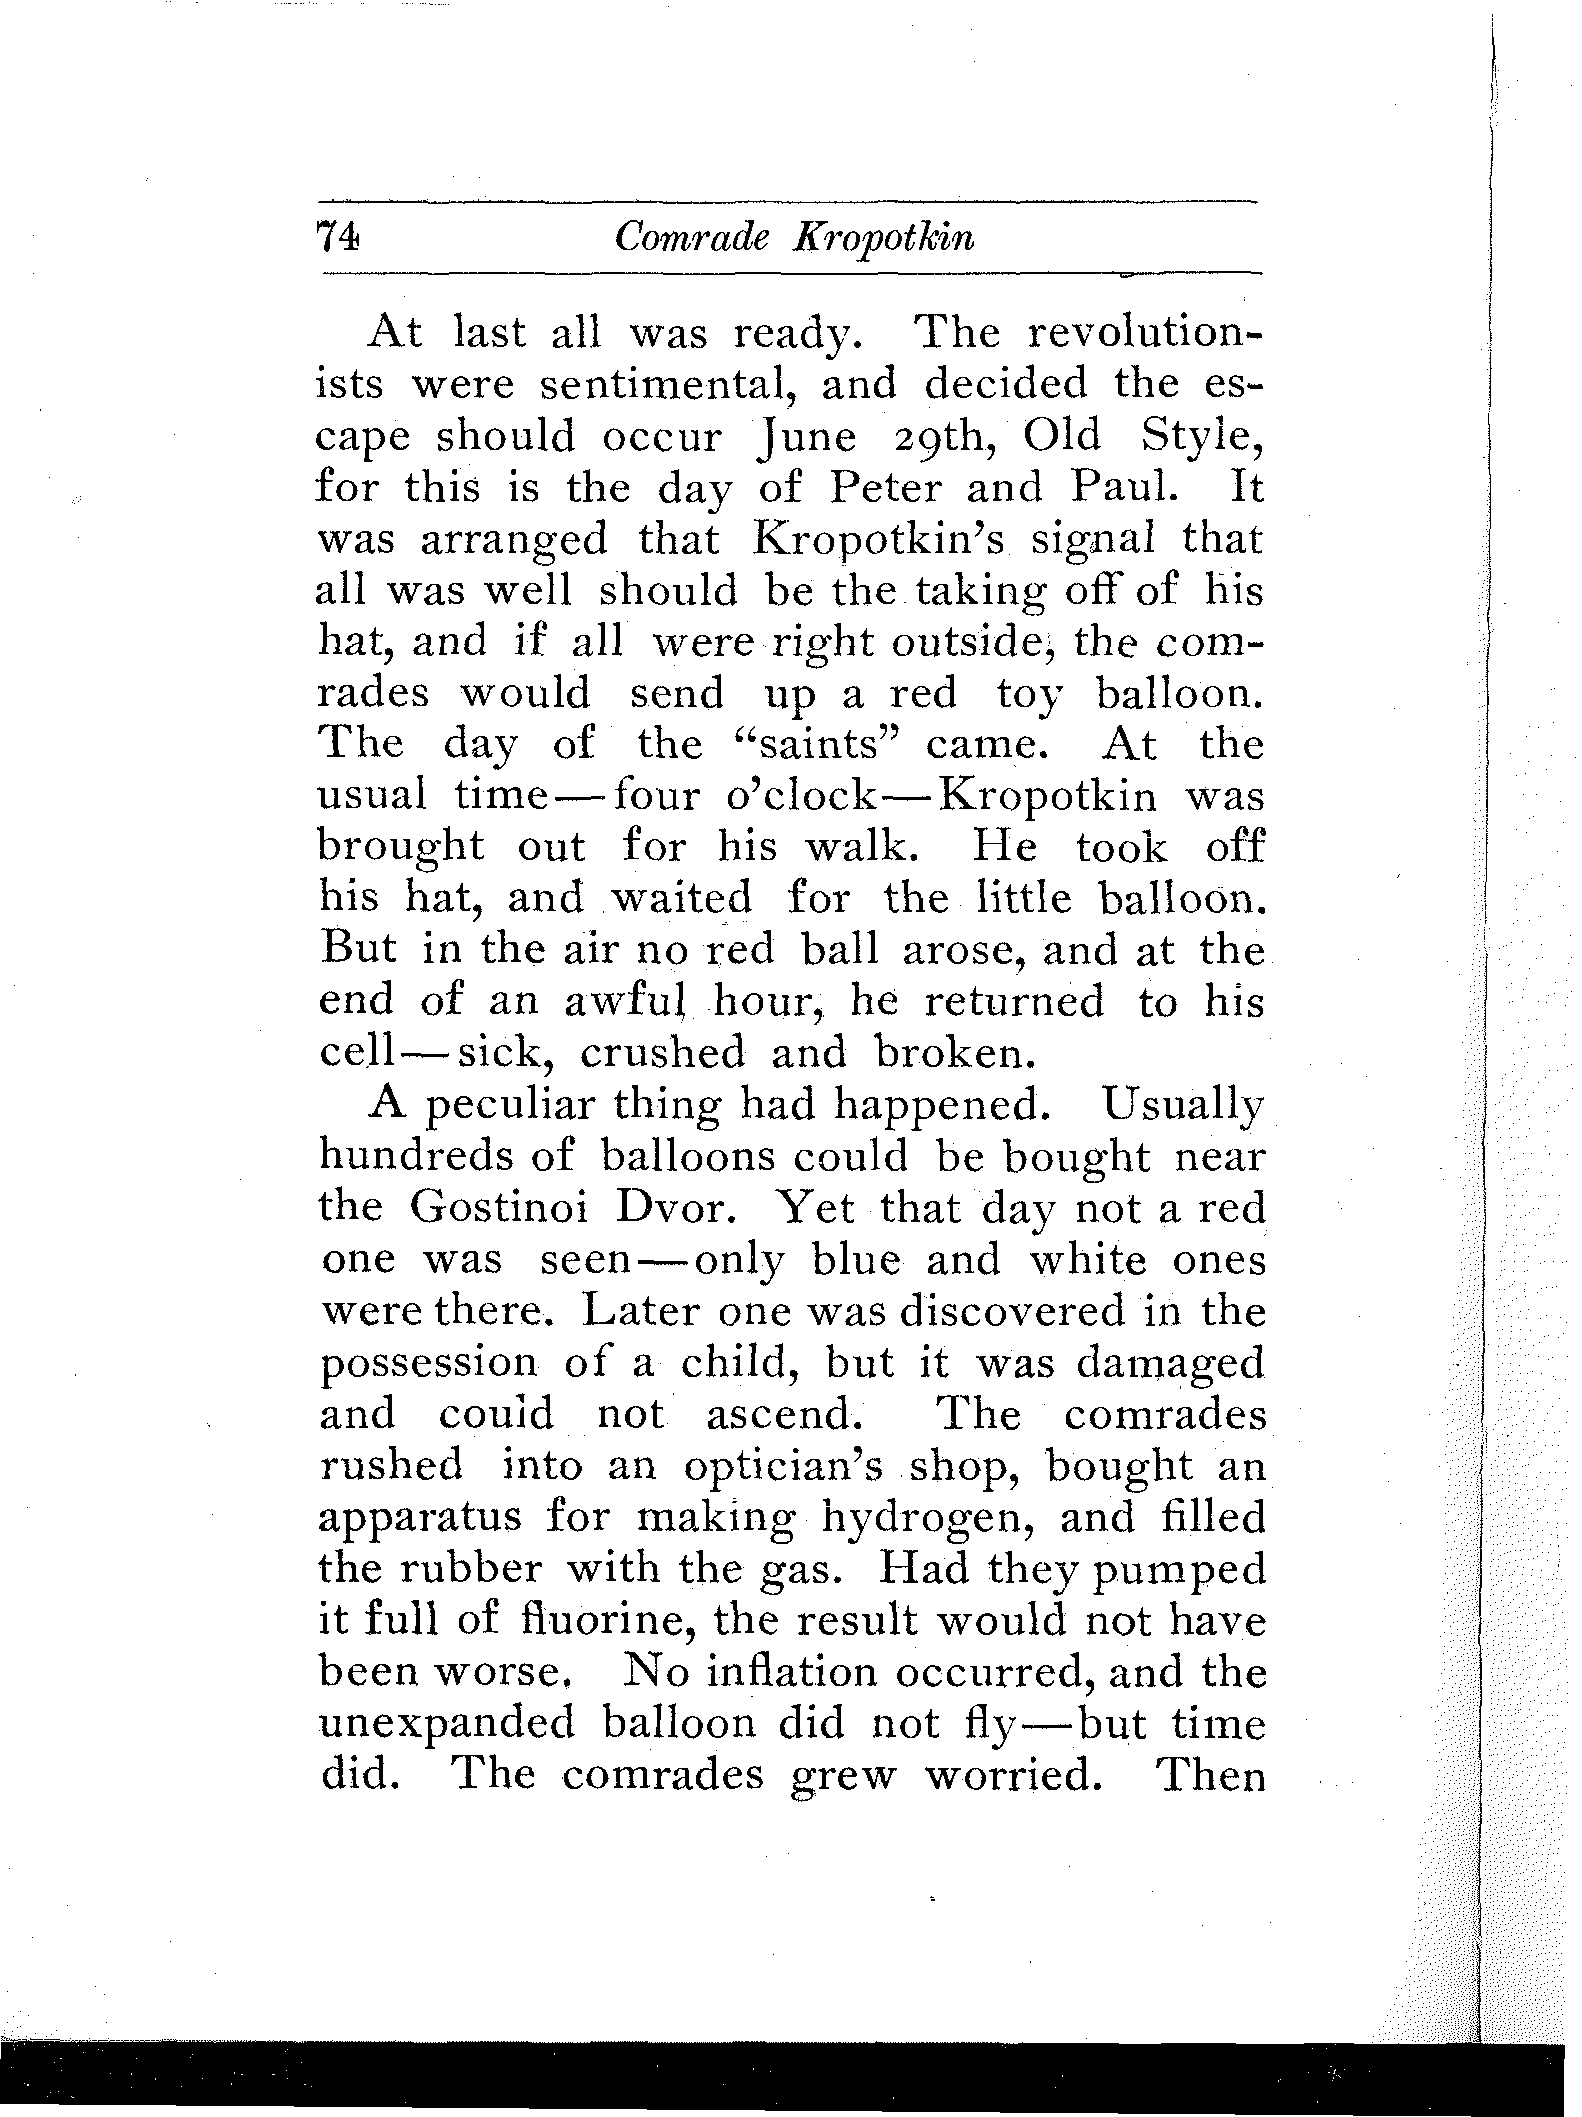 74 Comrade Kropotkin
At last all was ready. The revolution-
ists were sentimental, and decided the es-
cape should occur June 29th, Old Style,
for this is the day of Peter and Paul. It
was arranged that Kropotkin's signal that
all was well should be the taking off of his
hat, and if all were right outside, the com-
rades would send up a red toy balloon.
The day of the “saints” came. At the
usual time—four o'clock—Kropotkin was
brought out for his walk. He took off
his hat, and waited for the little balloon.
But in the air no red ball arose, and at the
end of an awful hour, he returned to his
cell—sick, crushed and broken.
A peculiar thing had happened. Usually
hundreds of balloons could be bought near
the Gostinoi Dvor. Yet that day not a red
one was seen—only blue and white ones
were there. Later one was discovered in the
possession of a child, but it was damaged
and could not ascend. The comrades
rushed into an optician's shop, bought an
apparatus for making hydrogen, and filled
the rubber with the gas. Had they pumped
it full of fluorine, the result would not have
been worse. No inflation occurred, and the
unexpanded balloon did not fly—but time
did. The comrades grew worried. Then